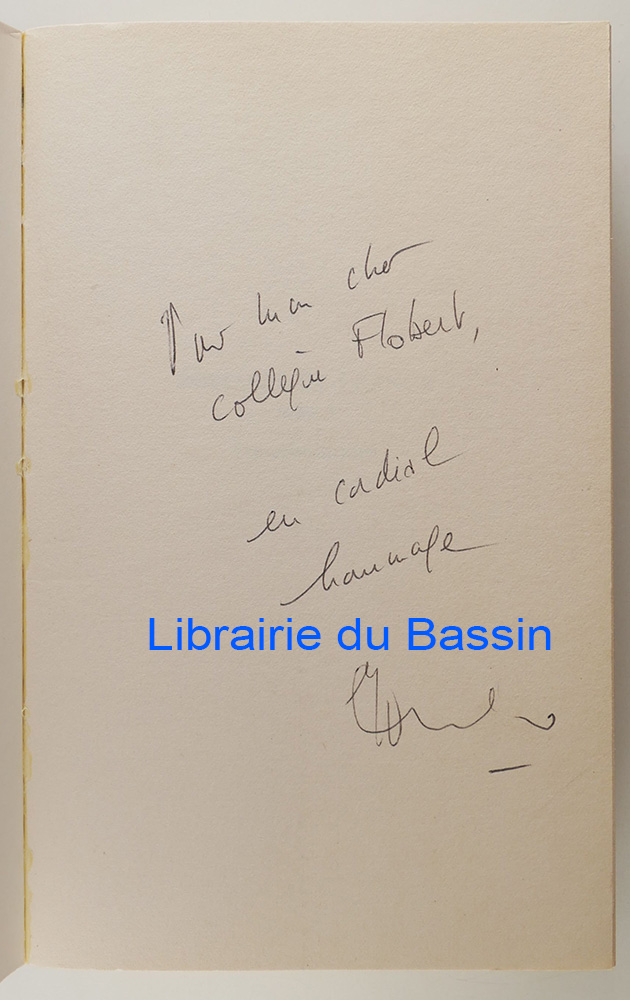 Pour mon cher
collègue Flobert,
en cordial
hommage
Librairie du Bassin